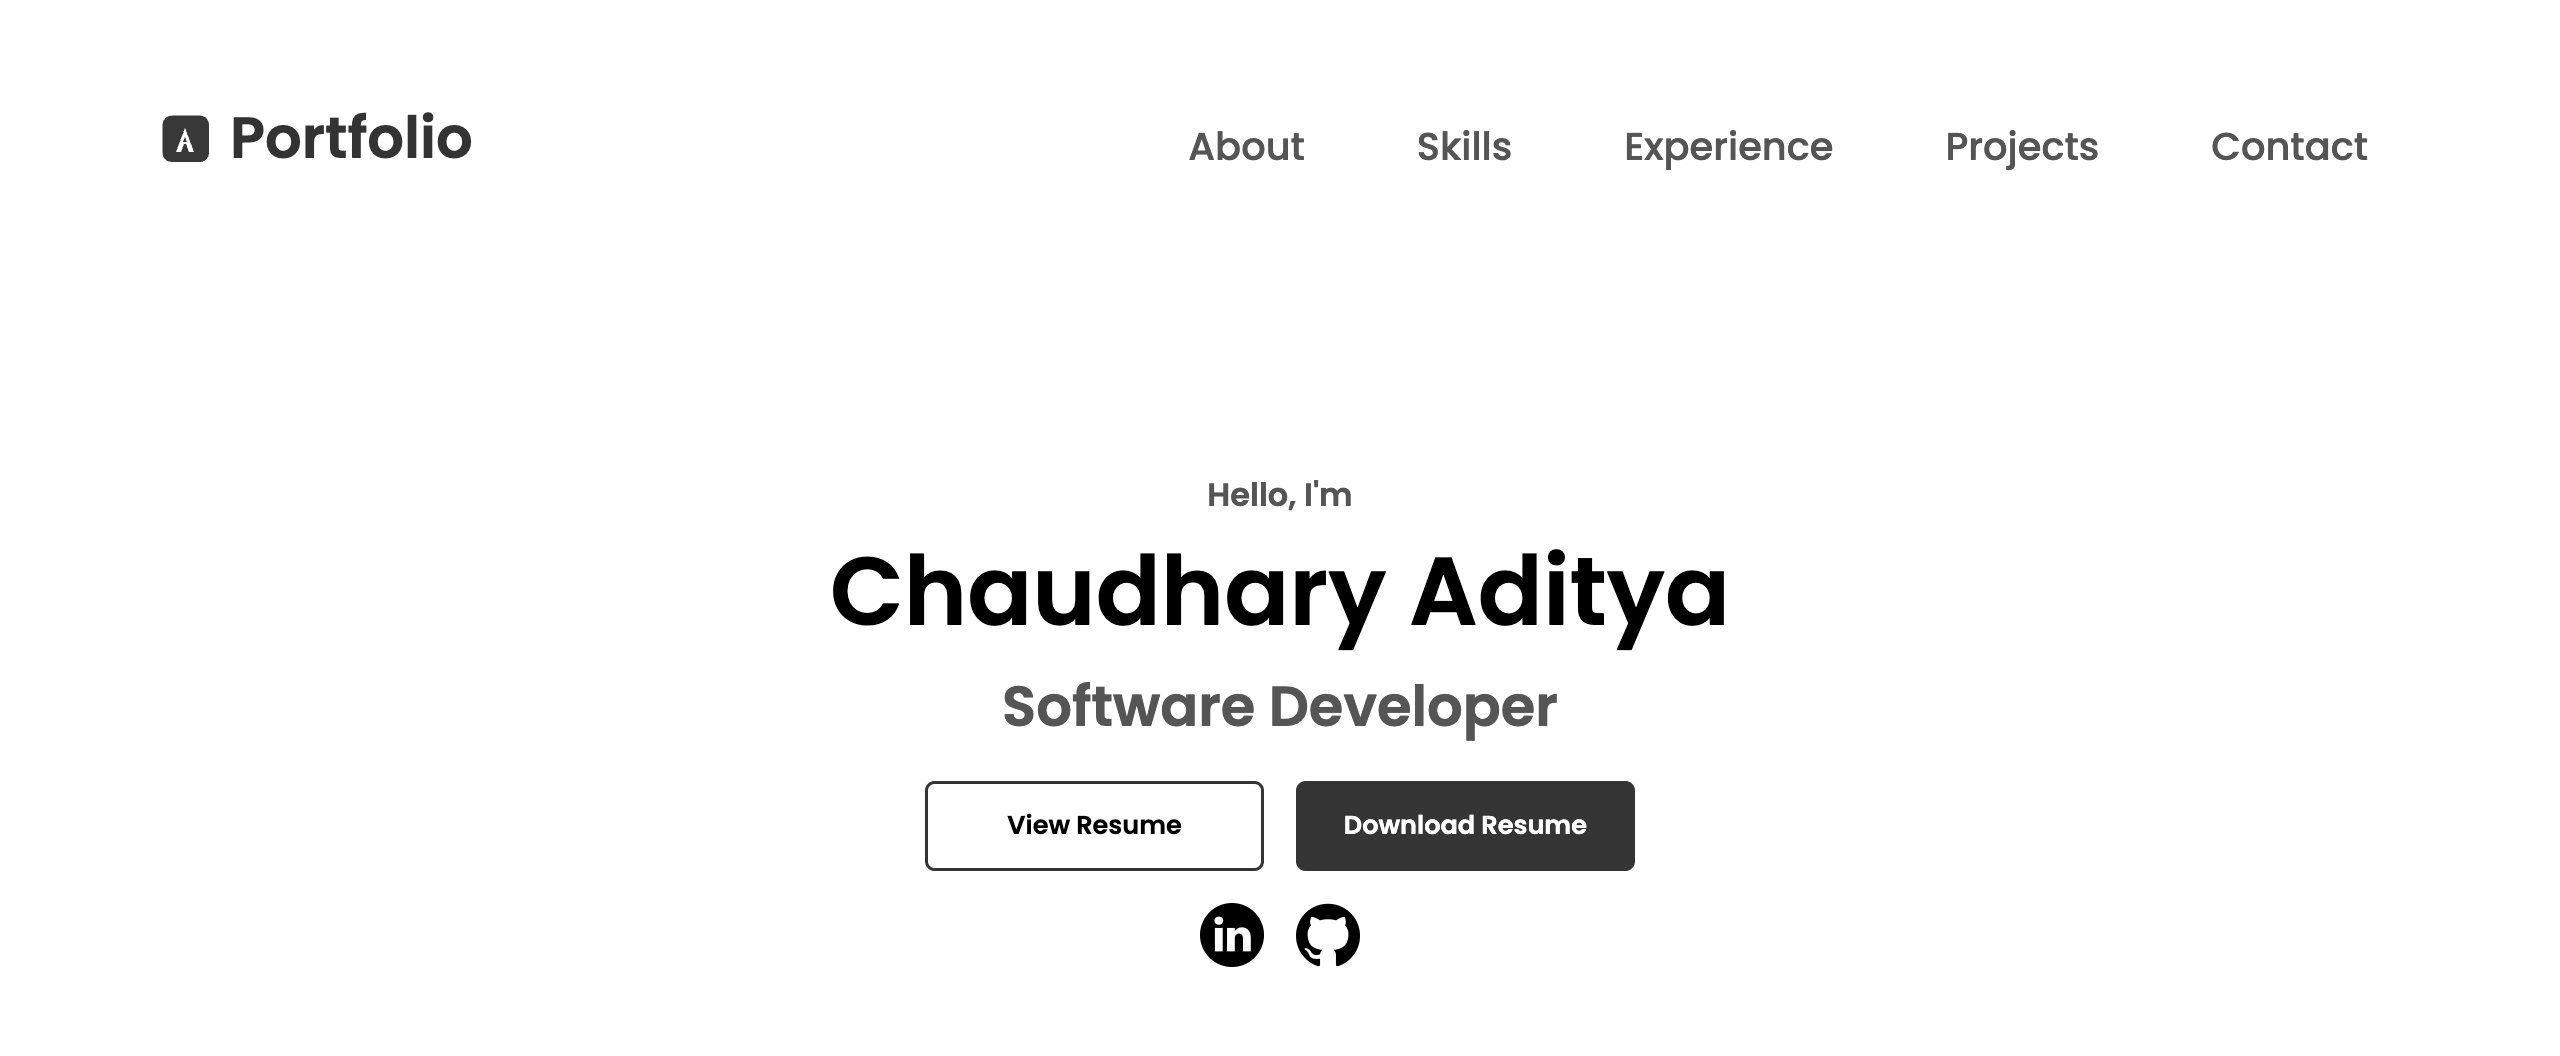 A Portfolio
About Skills Experience Projects Contact
Hello, I'm
Chaudhary Aditya
Software Developer
View Resume Download Resume
in